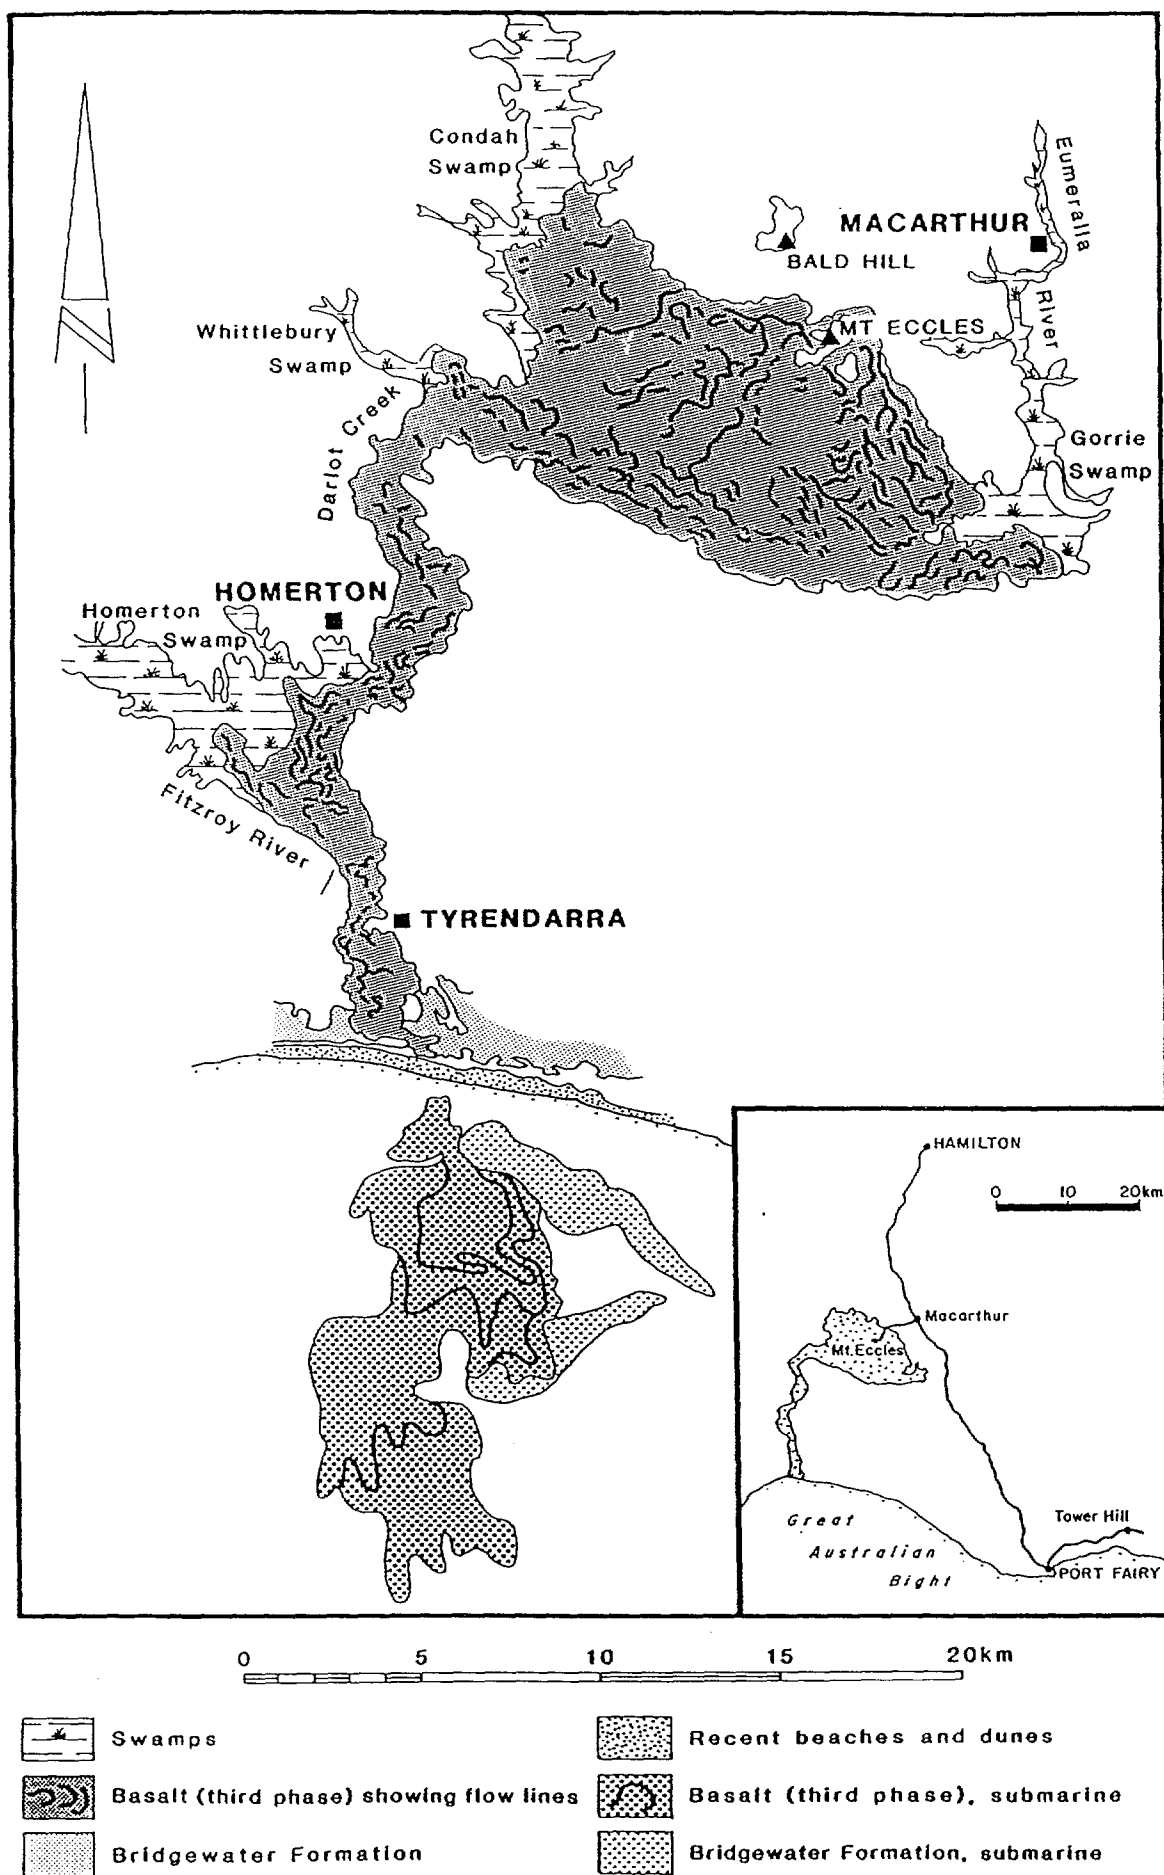 Condah
Swamp
Eumeralla
River
MACARTHUR
BALD HILL
MT ECCLES
Whittlebury
Swamp
Darlot Creek
Gorrie
Swamp
HOMERTON
Homerton
Swamp
Fitzroy River
TYRENDARRA
HAMILTON
0 10 20km
Macarthur
Mt. Eccles
Great
Australian
Bight
Tower Hill
PORT FAIRY
0 5 10 15 20km
Swamps
Recent beaches and dunes
Basalt (third phase) showing flow lines
Basalt (third phase), submarine
Bridgewater Formation
Bridgewater Formation, submarine